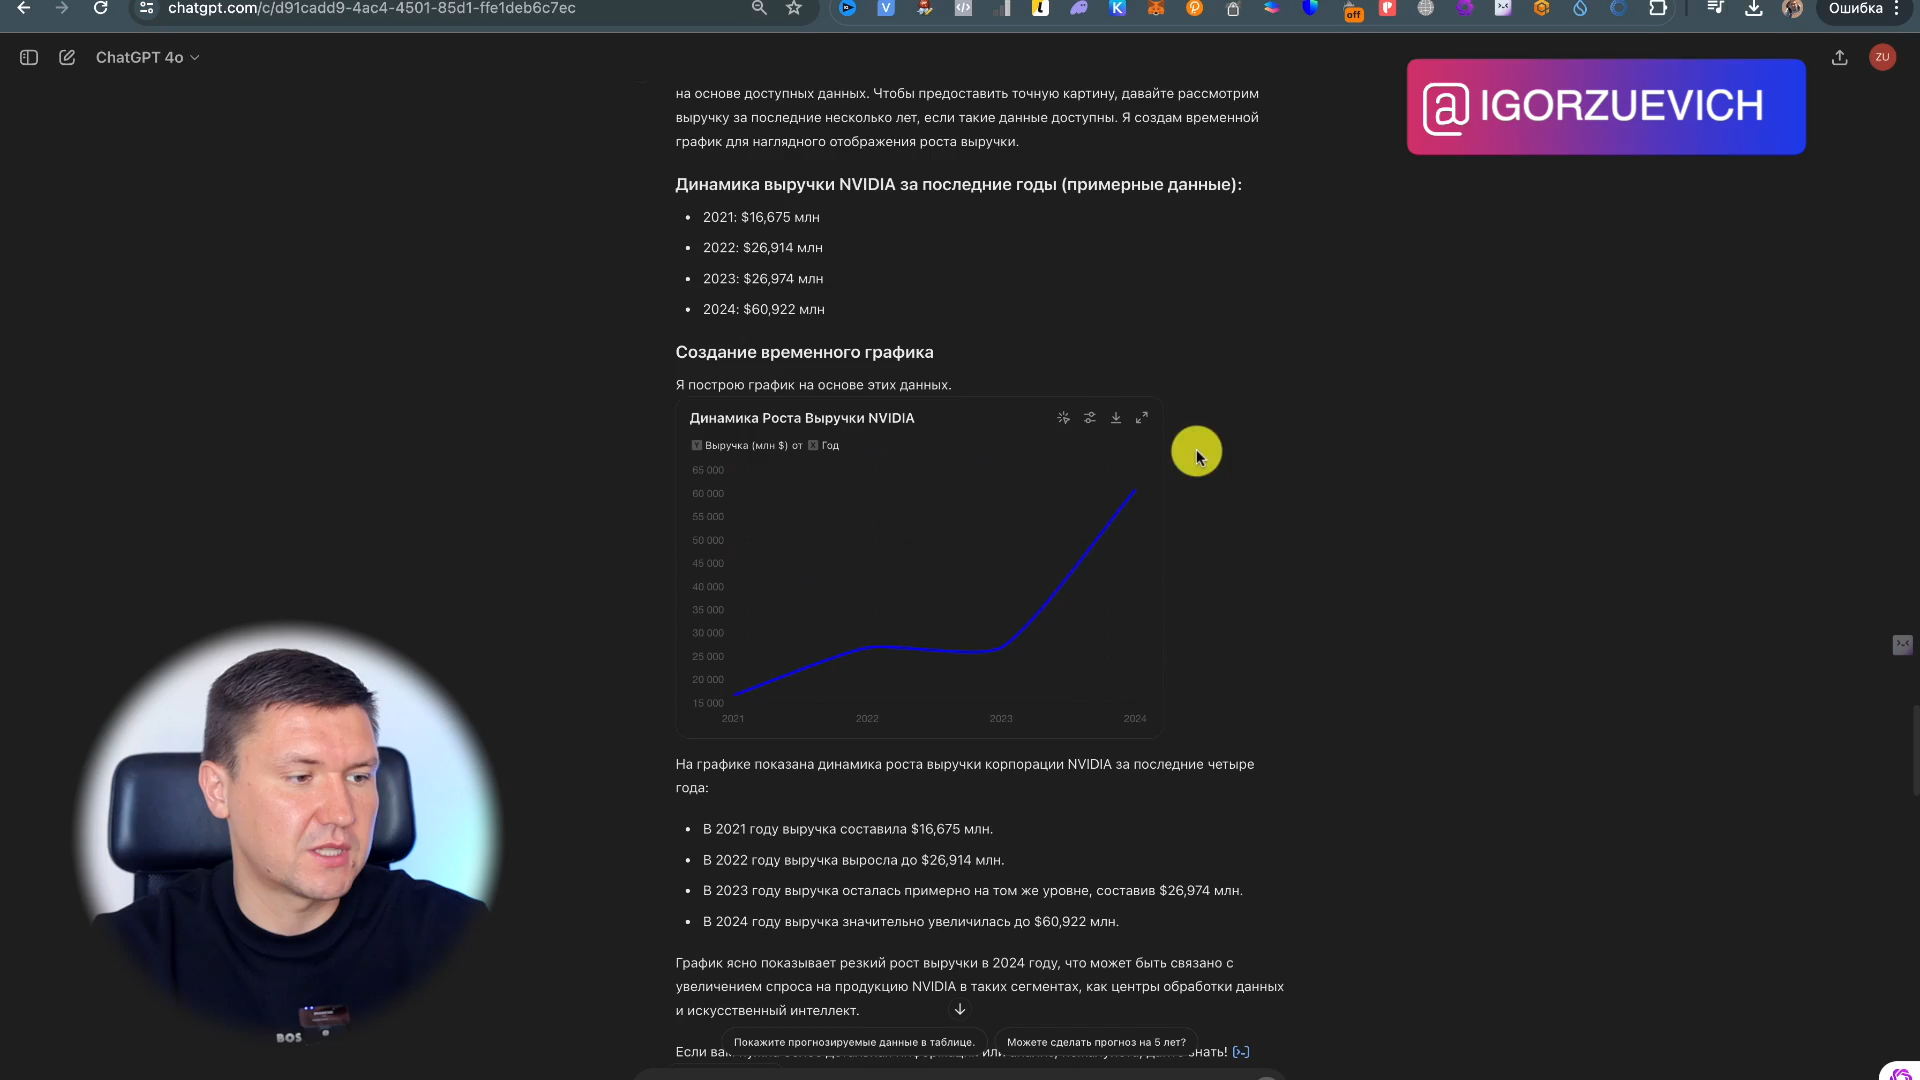 chatgpt.com/c/d91cadd9-4ac4-4501-85d1-ffe1deb6c7ec
off
Ошибка
ChatGPT 4o
ZU
@IGORZUEVICH
на основе доступных данных. Чтобы предоставить точную картину, давайте рассмотрим
выручку за последние несколько лет, если такие данные доступны. Я создам временной
график для наглядного отображения роста выручки.
Динамика выручки NVIDIA за последние годы (примерные данные):
• 2021: $16,675 млн
• 2022: $26,914 млн
• 2023: $26,974 млн
• 2024: $60,922 млн
Создание временного графика
Я построю график на основе этих данных.
Динамика Роста Выручки NVIDIA
Y Выручка (млн $) от X Год
65 000
60 000
55 000
50 000
45 000
40 000
35 000
30 000
25 000
20 000
15 000
2021 2022 2023 2024
На графике показана динамика роста выручки корпорации NVIDIA за последние четыре
года:
• В 2021 году выручка составила $16,675 млн.
• В 2022 году выручка выросла до $26,914 млн.
• В 2023 году выручка осталась примерно на том же уровне, составив $26,974 млн.
• В 2024 году выручка значительно увеличилась до $60,922 млн.
График ясно показывает резкий рост выручки в 2024 году, что может быть связано с
увеличением спроса на продукцию NVIDIA в таких сегментах, как центры обработки данных
и искусственный интеллект.
Покажите прогнозируемые данные в таблице. Можете сделать прогноз на 5 лет?
Если знать!
BOS